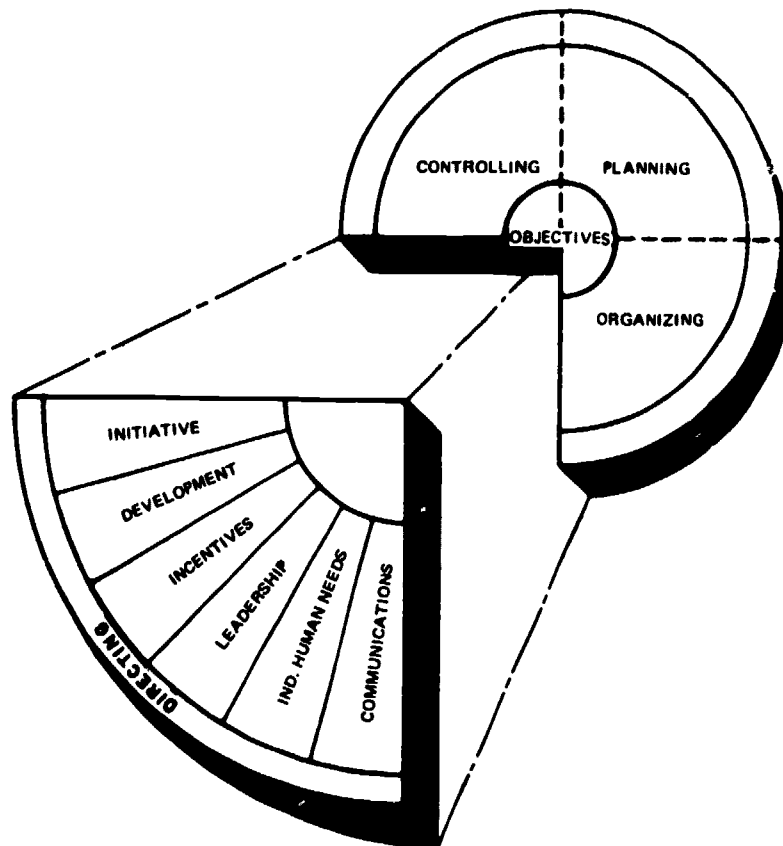 CONTROLLING
PLANNING
OBJECTIVES
ORGANIZING
INITIATIVE
DEVELOPMENT
INCENTIVES
LEADERSHIP
IND. HUMAN NEEDS
COMMUNICATIONS
DIRECTING